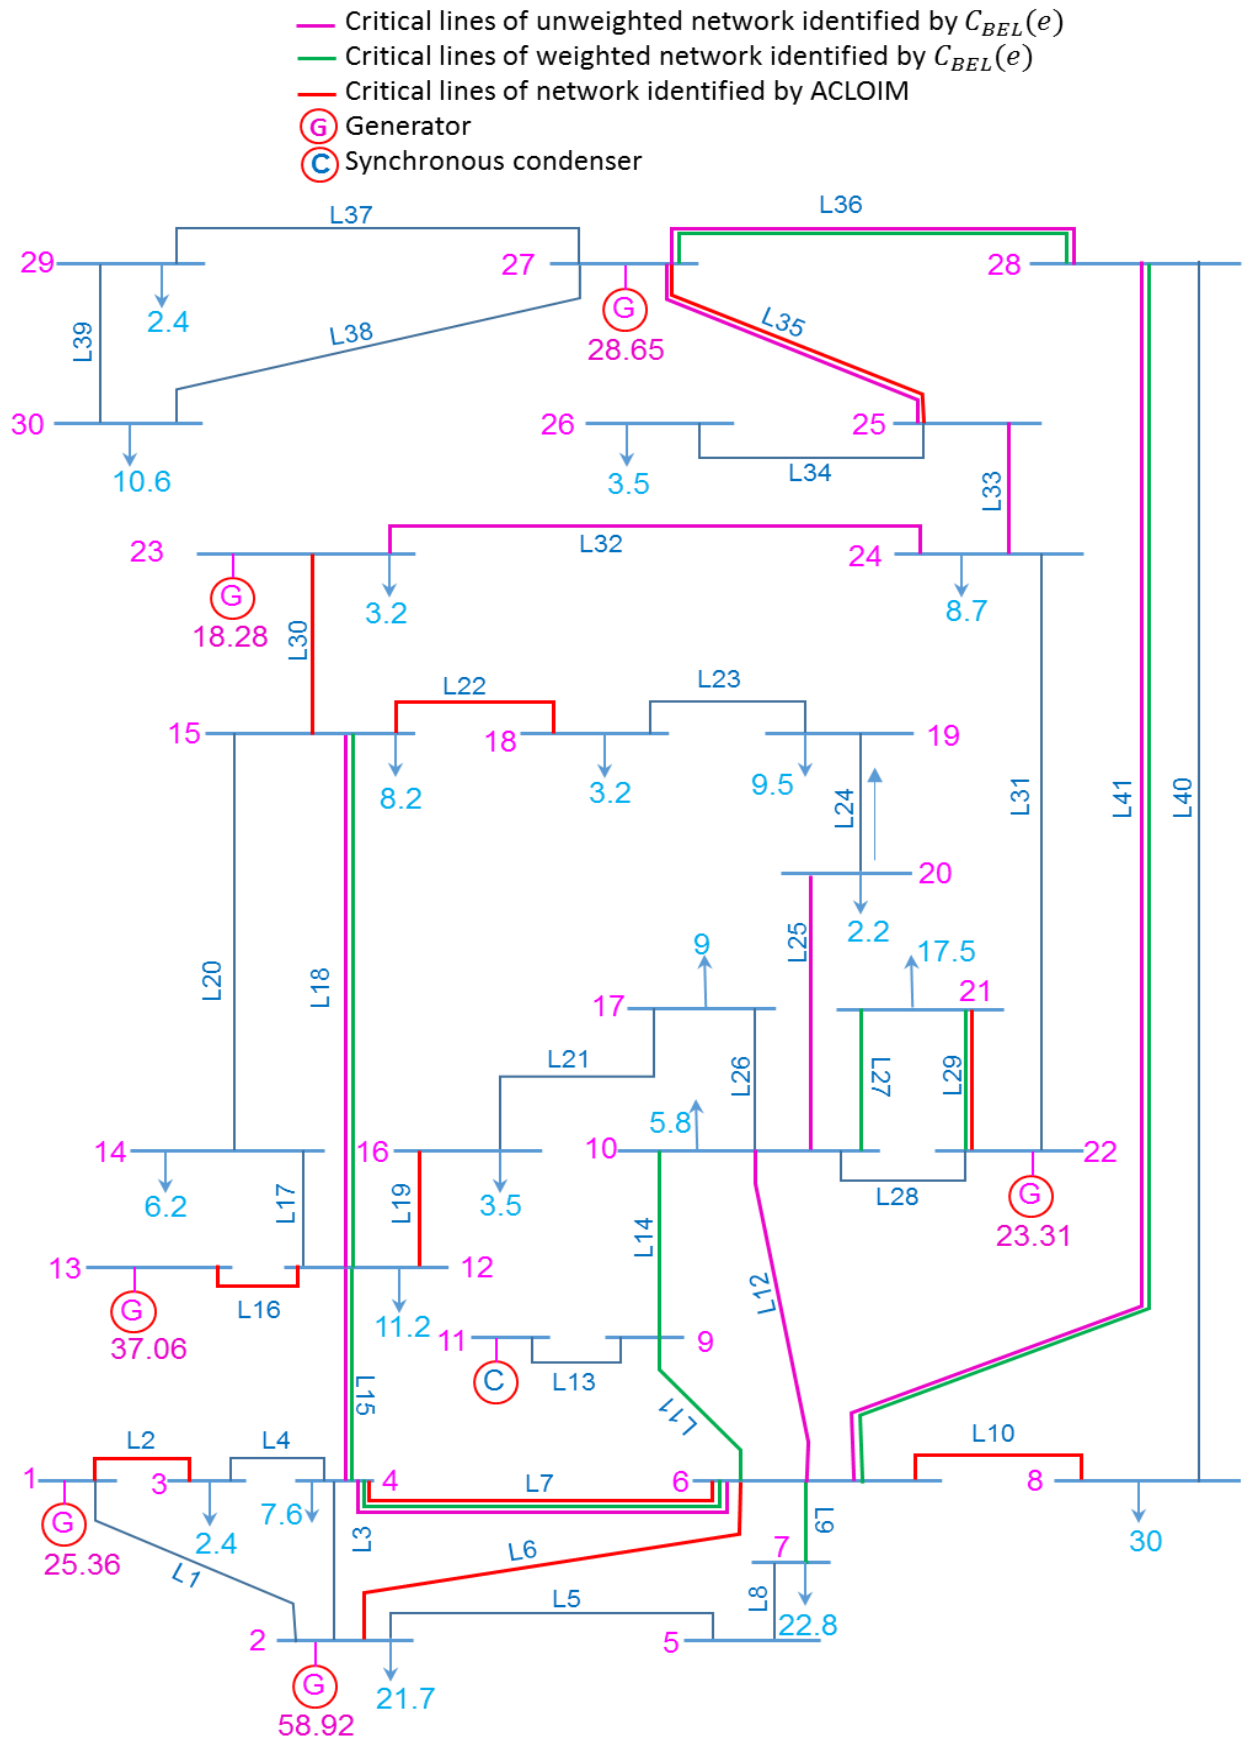 Critical lines of unweighted network identified by C_BEL(e)
Critical lines of weighted network identified by C_BEL(e)
Critical lines of network identified by ACLOIM
G Generator
C Synchronous condenser
L37
L36
29
27
28
2.4
G
L39
L38
L35
28.65
30
26
25
10.6
3.5
L34
L33
23
L32
24
G
3.2
8.7
18.28
L30
L22
L23
15
18
19
8.2
3.2
9.5
L24
L31
L41
L40
20
2.2
L20
L18
L25
9
17.5
17
21
L21
L26
L27
L29
5.8
14
16
10
22
6.2
L17
L19
3.5
L28
G
23.31
L14
13
12
L12
G
L16
11.2
37.06
11
9
C
L13
L15
L11
L2
L4
L10
1
3
4
L7
6
8
G
7.6
2.4
25.36
L3
L9
30
L1
L6
7
L8
L5
22.8
2
5
G
21.7
58.92